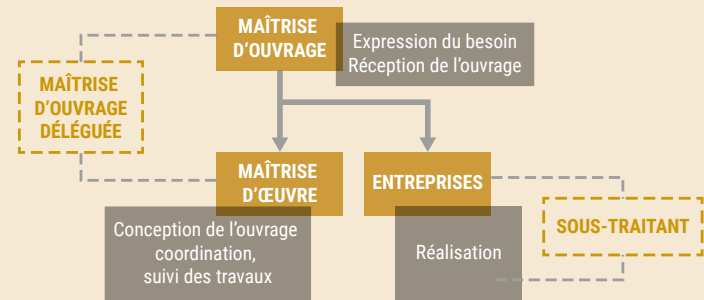 MAÎTRISE
D'OUVRAGE
Expression du besoin
Réception de l'ouvrage
MAÎTRISE
D'OUVRAGE
DÉLÉGUÉE
MAÎTRISE
D'ŒUVRE
ENTREPRISES
Conception de l'ouvrage
coordination,
suivi des travaux
Réalisation
SOUS-TRAITANT